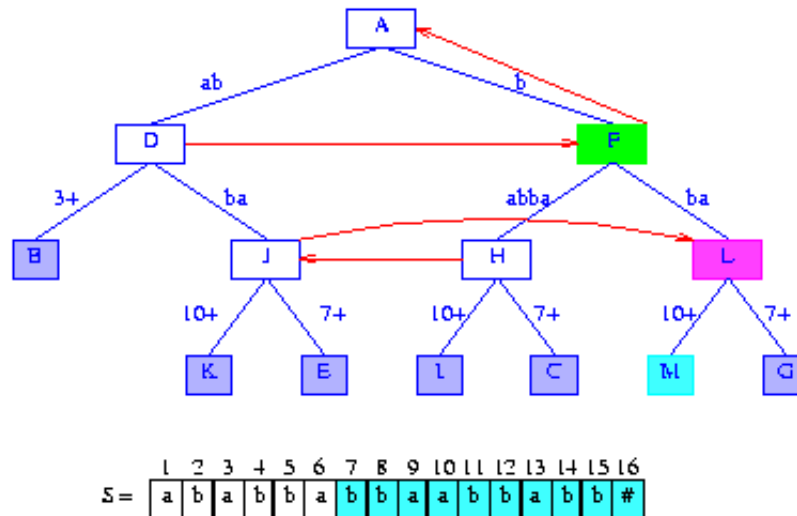 A
ab b
D F
3+ ba abba ba
B J H L
10+ 7+ 10+ 7+ 10+ 7+
K E I C M G
1 2 3 4 5 6 7 8 9 10 11 12 13 14 15 16
S = a b a b b a b b a a b b a b b #